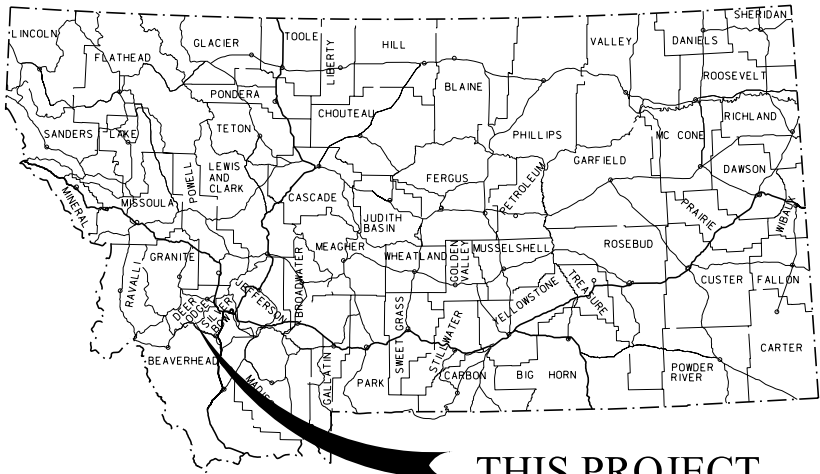 LINCOLN
FLATHEAD
GLACIER
TOOLE
LIBERTY
HILL
BLAINE
VALLEY
DANIELS
SHERIDAN
ROOSEVELT
PONDERA
CHOUTEAU
PHILLIPS
RICHLAND
MC CONE
SANDERS
LAKE
TETON
POWELL
LEWIS
AND
CLARK
CASCADE
FERGUS
PETROLEUM
GARFIELD
DAWSON
PRAIRIE
WIBAUX
MINERAL
MISSOULA
JUDITH
BASIN
MEAGHER
WHEATLAND
GOLDEN
VALLEY
MUSSELSHELL
ROSEBUD
CUSTER
FALLON
RAVALLI
GRANITE
DEER
LODGE
SILVER
BOW
JEFFERSON
BROADWATER
SWEET GRASS
STILLWATER
YELLOWSTONE
TREASURE
BEAVERHEAD
GALLATIN
PARK
CARBON
BIG HORN
POWDER
RIVER
CARTER
THIS PROJECT